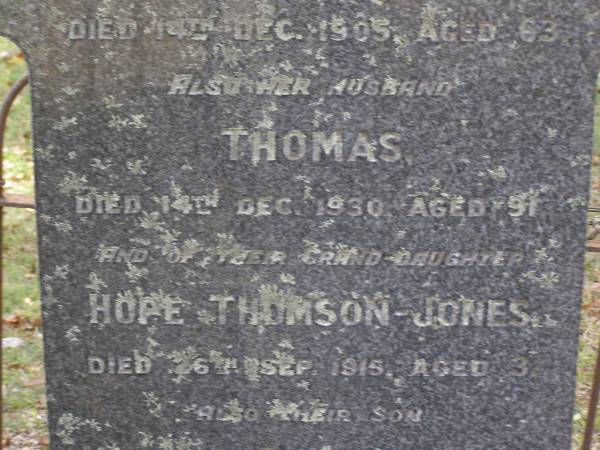 DIED 14TH DEC. 1905, AGED 63.
ALSO HER HUSBAND
THOMAS.
DIED 14TH DEC. 1930, AGED 91
AND OF THEIR GRAND-DAUGHTER
HOPE THOMSON-JONES.
DIED 26TH SEP. 1915, AGED 3.
ALSO THEIR SON